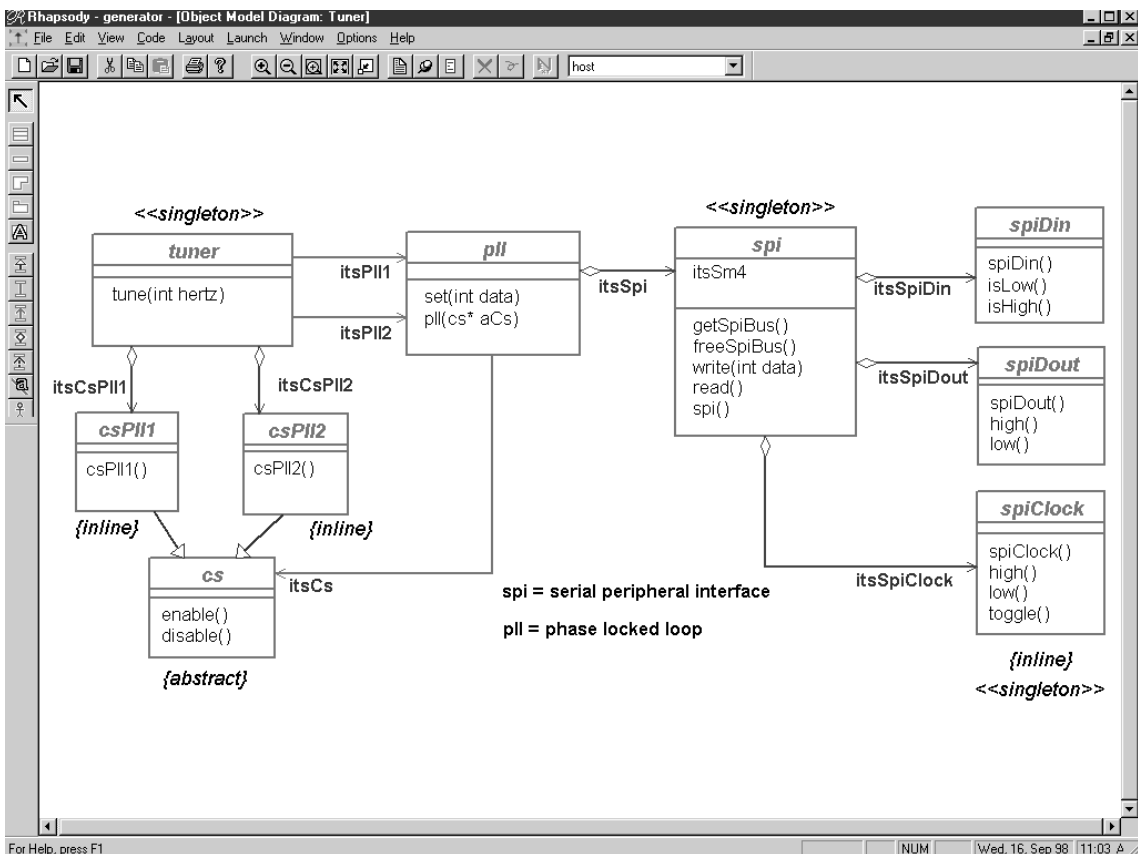 Rhapsody - generator - [Object Model Diagram: Tuner]
File Edit View Code Layout Launch Window Options Help
host
<<singleton>>
tuner
tune(int hertz)
itsPll1
itsPll2
pll
set(int data)
pll(cs* aCs)
itsSpi
<<singleton>>
spi
itsSm4
getSpiBus()
freeSpiBus()
write(int data)
read()
spi()
itsSpiDin
spiDin
spiDin()
isLow()
isHigh()
itsSpiDout
spiDout
spiDout()
high()
low()
itsCsPll1
itsCsPll2
csPll1
csPll1()
{inline}
csPll2
csPll2()
{inline}
cs
enable()
disable()
{abstract}
itsCs
spi = serial peripheral interface
pll = phase locked loop
itsSpiClock
spiClock
spiClock()
high()
low()
toggle()
{inline}
<<singleton>>
For Help, press F1
NUM
Wed, 16, Sep 98
11:03 A